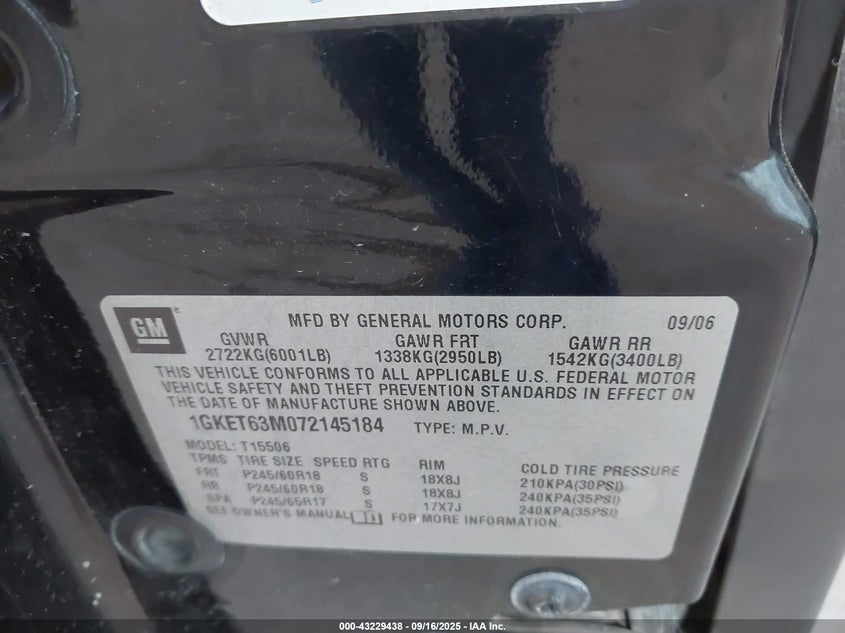 GM ®
MFD BY GENERAL MOTORS CORP. 09/06
GVWR GAWR FRT GAWR RR
2722KG(6001LB) 1338KG(2950LB) 1542KG(3400LB)
THIS VEHICLE CONFORMS TO ALL APPLICABLE U.S. FEDERAL MOTOR
VEHICLE SAFETY AND THEFT PREVENTION STANDARDS IN EFFECT ON
THE DATE OF MANUFACTURE SHOWN ABOVE.
1GKET63M072145184 TYPE: M.P.V.
MODEL: T15506
TPMS TIRE SIZE SPEED RTG RIM COLD TIRE PRESSURE
FRT P245/60R18 S 18X8J 210KPA(30PSI)
RR P245/60R18 S 18X8J 240KPA(35PSI)
SPA P245/65R17 S 17X7J 240KPA(35PSI)
SEE OWNER'S MANUAL FOR MORE INFORMATION.
000-43229438 - 09/16/2025 - IAA Inc.